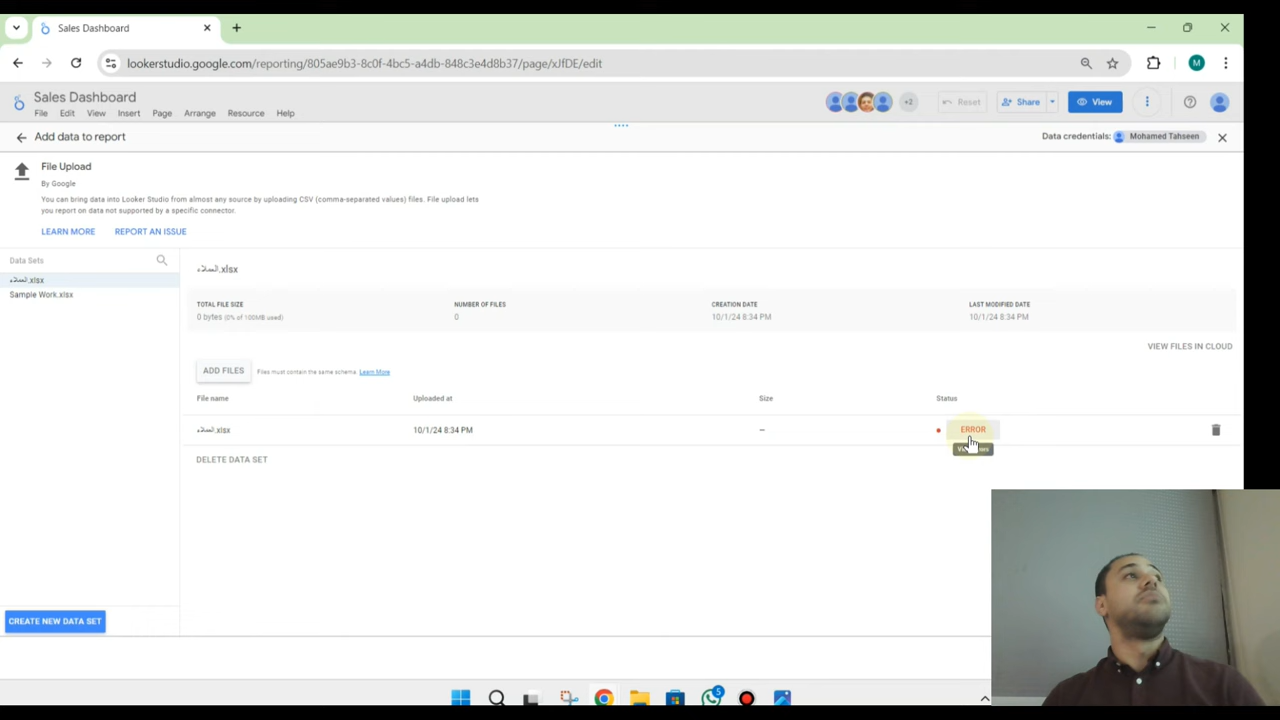 Sales Dashboard
lookerstudio.google.com/reporting/805ae9b3-8c0f-4bc5-a4db-848c3e4d8b37/page/xJfDE/edit
M
Sales Dashboard
File Edit View Insert Page Arrange Resource Help
+2 Reset Share View
Add data to report
Data credentials: Mohamed Tahseen
File Upload
By Google
You can bring data into Looker Studio from almost any source by uploading CSV (comma-separated values) files. File upload lets
you report on data not supported by a specific connector.
LEARN MORE REPORT AN ISSUE
Data Sets
العملاء.xlsx
Sample Work.xlsx
العملاء.xlsx
TOTAL FILE SIZE NUMBER OF FILES CREATION DATE LAST MODIFIED DATE
0 bytes (0% of 100MB used) 0 10/1/24 8:34 PM 10/1/24 8:34 PM
VIEW FILES IN CLOUD
ADD FILES Files must contain the same schema. Learn More
File name Uploaded at Size Status
العملاء.xlsx 10/1/24 8:34 PM – ERROR
DELETE DATA SET
CREATE NEW DATA SET
5